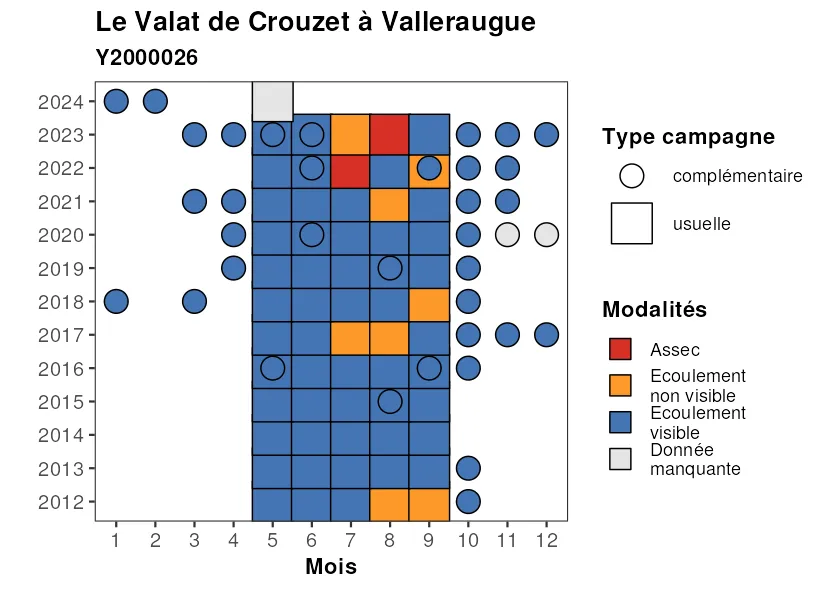 Le Valat de Crouzet à Valleraugue
Y2000026
2024
2023
2022
2021
2020
2019
2018
2017
2016
2015
2014
2013
2012
1 2 3 4 5 6 7 8 9 10 11 12
Mois
Type campagne
complémentaire
usuelle
Modalités
Assec
Ecoulement
non visible
Ecoulement
visible
Donnée
manquante